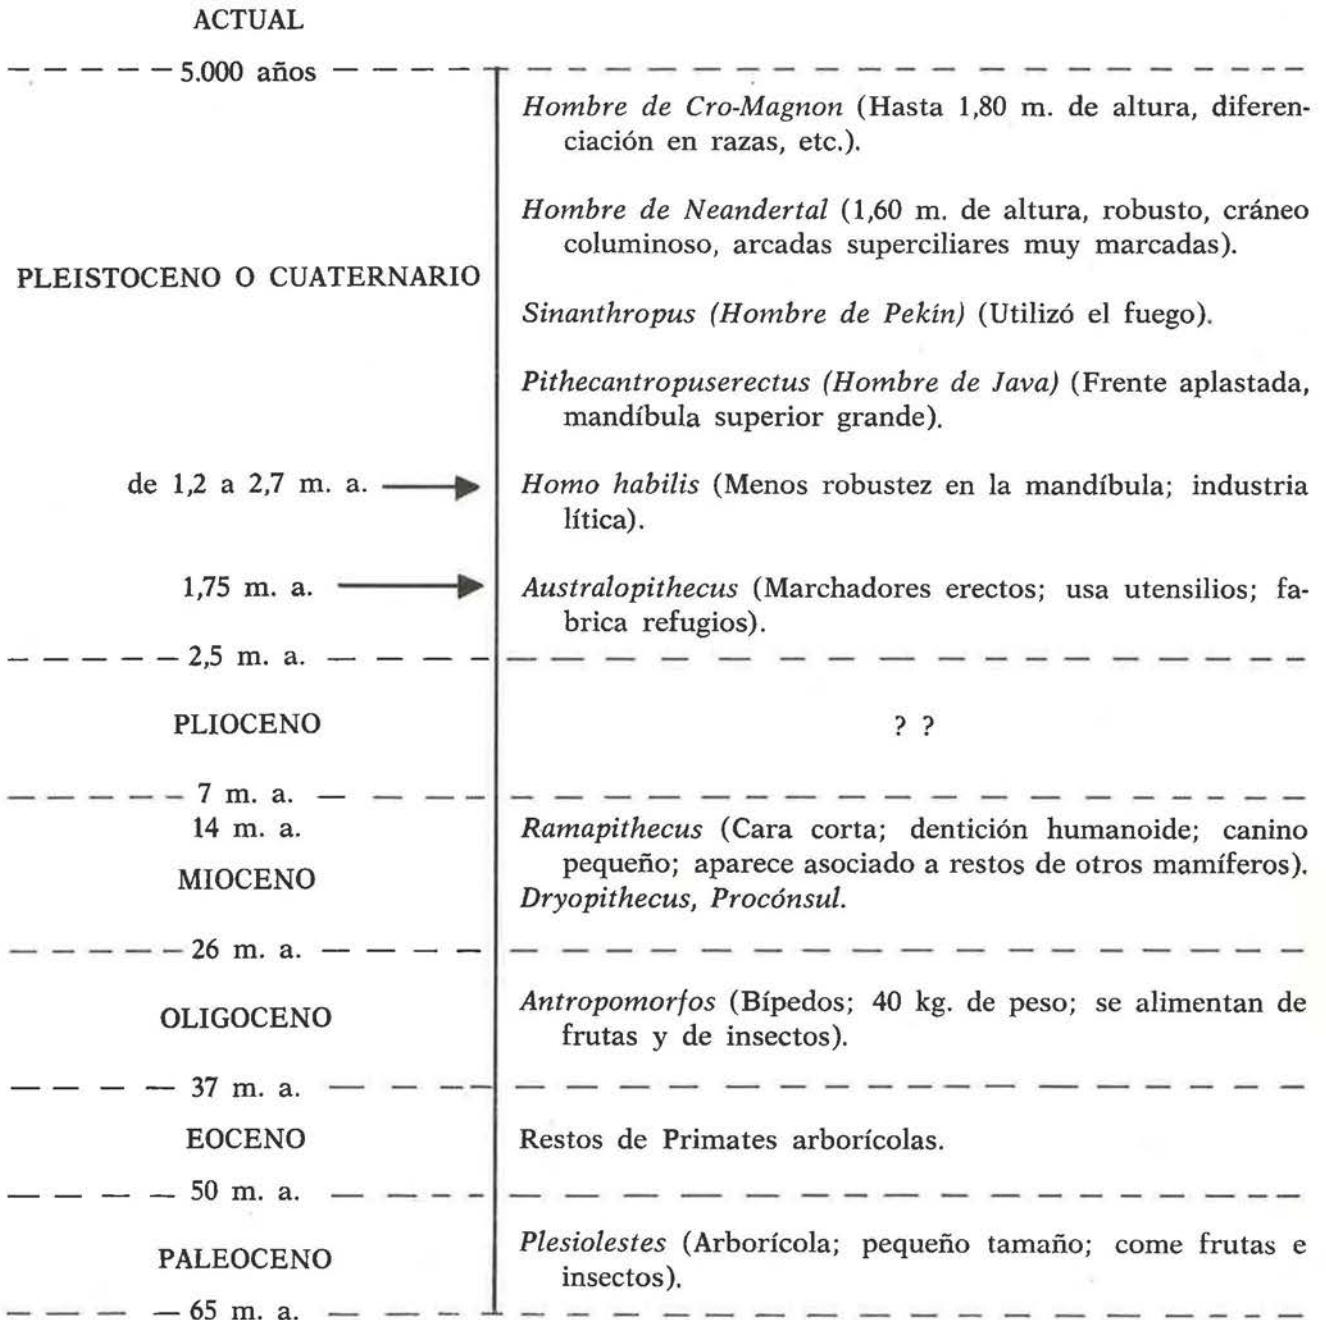 ACTUAL
5.000 años
Hombre de Cro-Magnon (Hasta 1,80 m. de altura, diferen-
ciación en razas, etc.).
Hombre de Neandertal (1,60 m. de altura, robusto, cráneo
columinoso, arcadas superciliares muy marcadas).
PLEISTOCENO O CUATERNARIO
Sinanthropus (Hombre de Pekín) (Utilizó el fuego).
Pithecantropuserectus (Hombre de Java) (Frente aplastada,
mandíbula superior grande).
de 1,2 a 2,7 m. a.
Homo habilis (Menos robustez en la mandíbula; industria
lítica).
1,75 m. a.
Australopithecus (Marchadores erectos; usa utensilios; fa-
brica refugios).
2,5 m. a.
PLIOCENO
? ?
7 m. a.
14 m. a.
Ramapithecus (Cara corta; dentición humanoide; canino
pequeño; aparece asociado a restos de otros mamíferos).
MIOCENO
Dryopithecus, Procónsul.
26 m. a.
OLIGOCENO
Antropomorfos (Bípedos; 40 kg. de peso; se alimentan de
frutas y de insectos).
37 m. a.
EOCENO
Restos de Primates arborícolas.
50 m. a.
PALEOCENO
Plesiolestes (Arborícola; pequeño tamaño; come frutas e
insectos).
65 m. a.